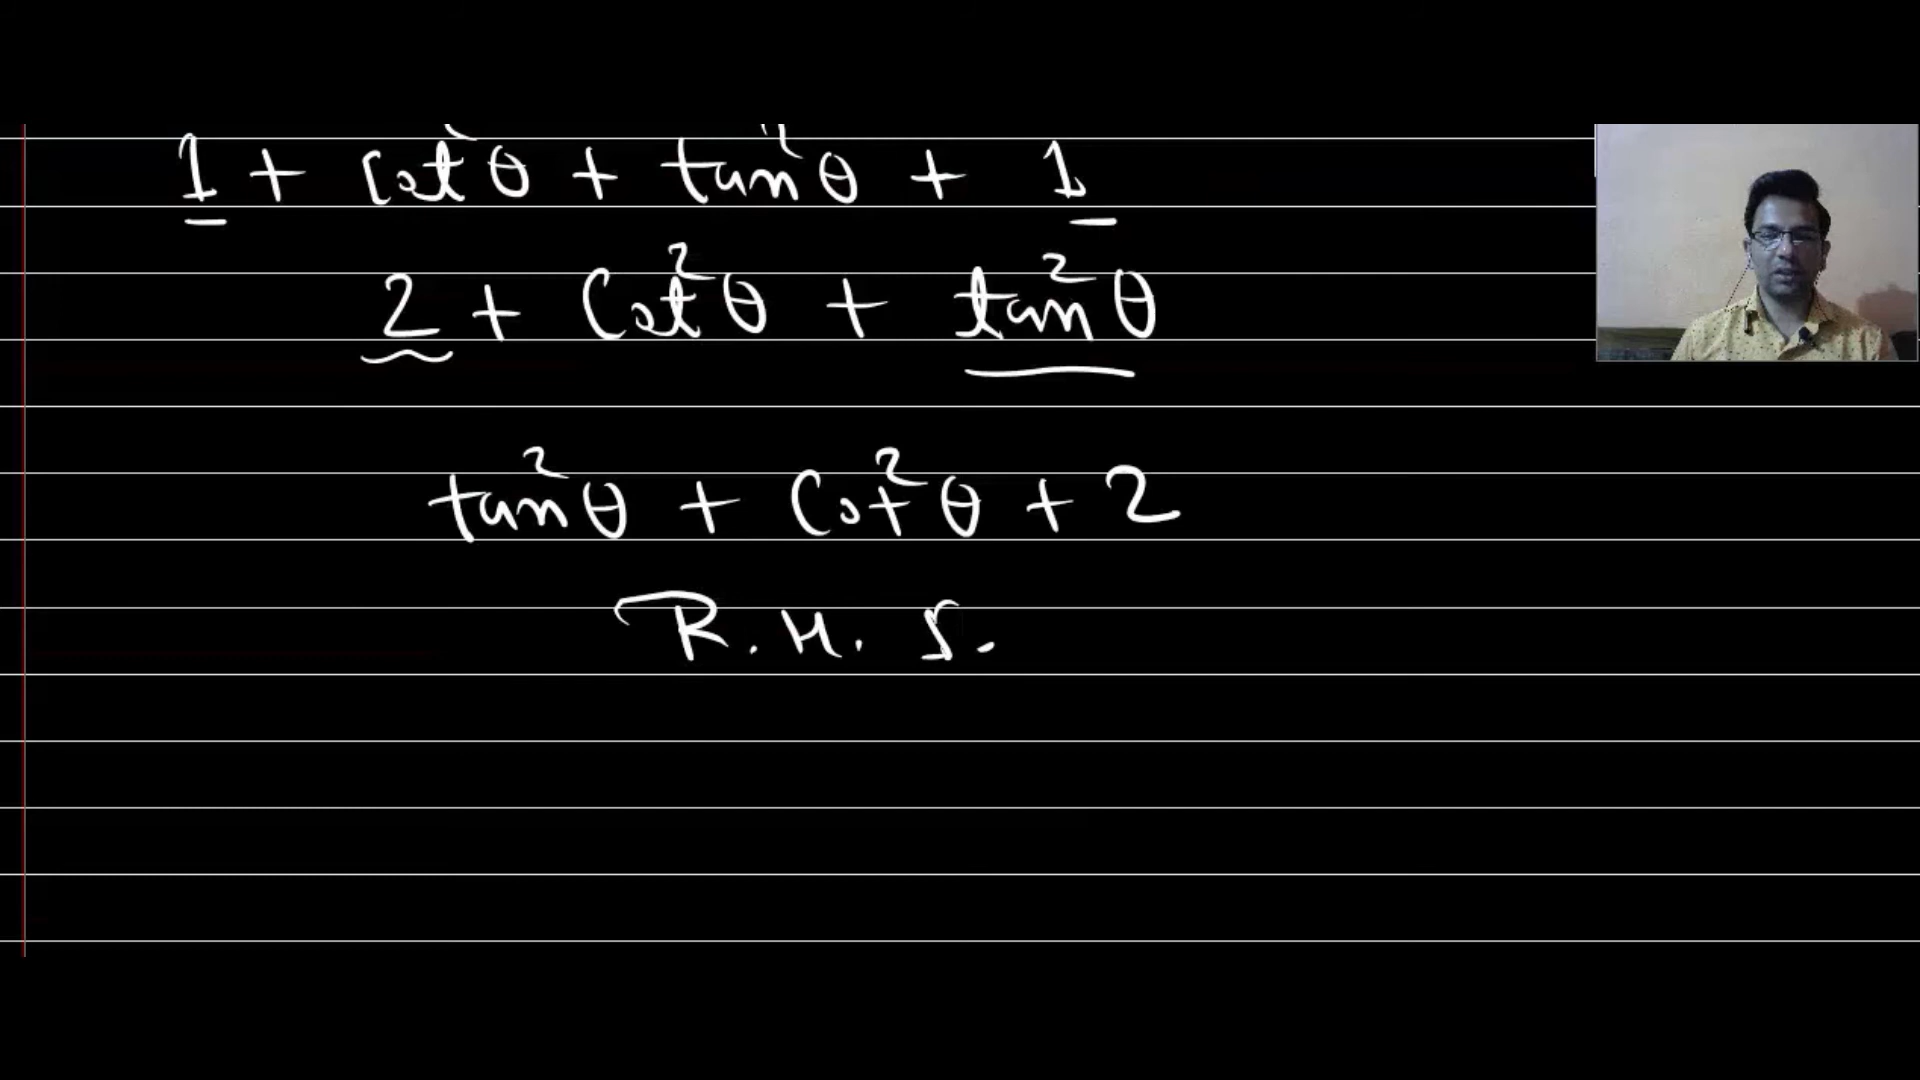 1 + Cot²θ + tan²θ + 1
2 + Cot²θ + tan²θ
tan²θ + Cot²θ + 2
R.H.S.